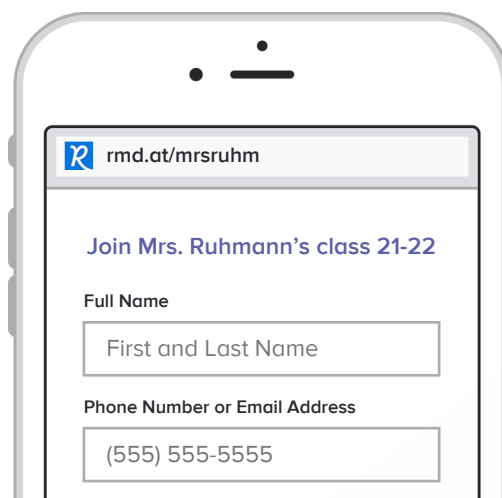 rmd.at/mrsruhm
Join Mrs. Ruhmann’s class 21-22
Full Name
First and Last Name
Phone Number or Email Address
(555) 555-5555